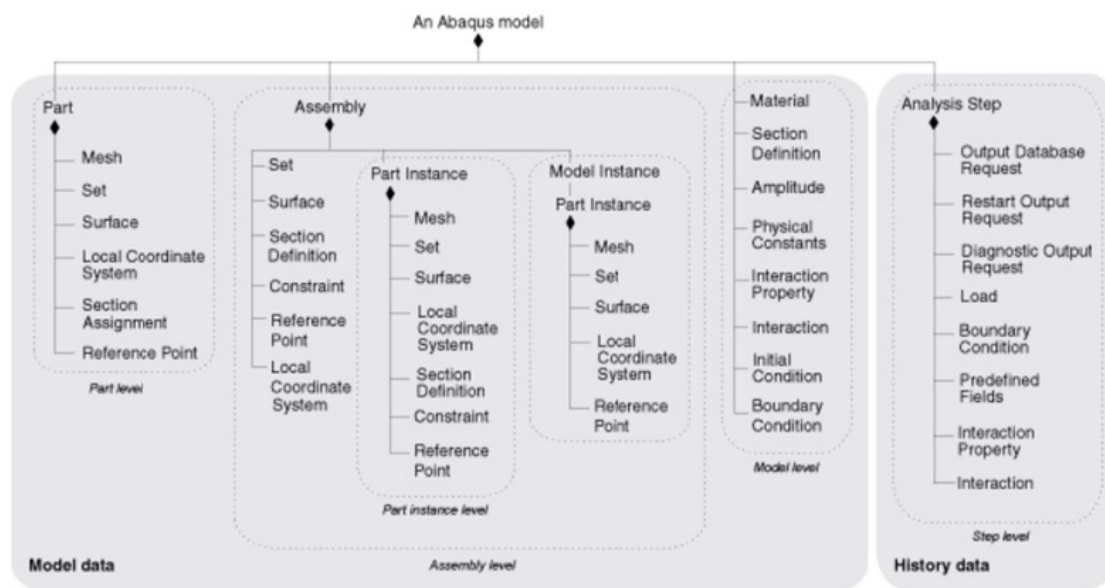 An Abaqus model
Part
Mesh
Set
Surface
Local Coordinate
System
Section
Assignment
Reference Point
Part level
Assembly
Set
Surface
Section
Definition
Constraint
Reference
Point
Local
Coordinate
System
Part Instance
Mesh
Set
Surface
Local
Coordinate
System
Section
Definition
Constraint
Reference
Point
Part instance level
Model Instance
Part Instance
Mesh
Set
Surface
Local
Coordinate
System
Reference
Point
Assembly level
Material
Section
Definition
Amplitude
Physical
Constants
Interaction
Property
Interaction
Initial
Condition
Boundary
Condition
Model level
Model data
Analysis Step
Output Database
Request
Restart Output
Request
Diagnostic Output
Request
Load
Boundary
Condition
Predefined
Fields
Interaction
Property
Interaction
Step level
History data